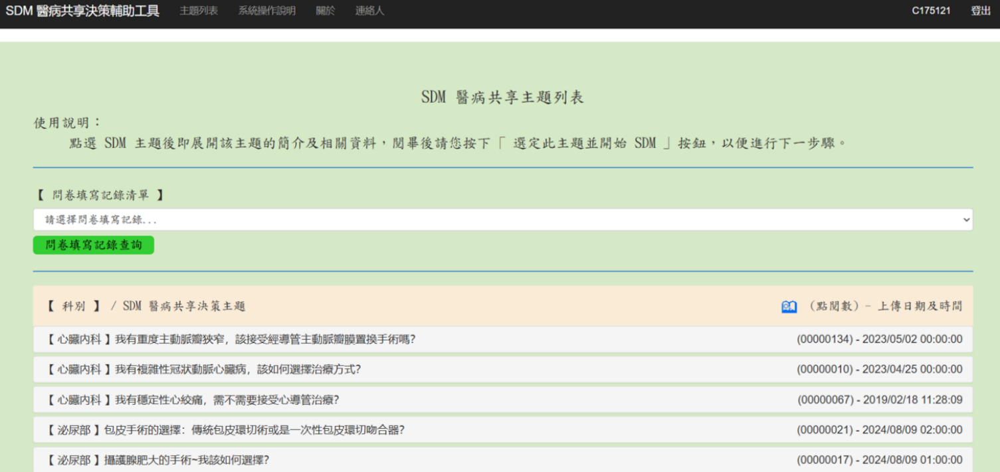 SDM 醫病共享決策輔助工具 主題列表 系統操作說明 關於 連絡人 C175121 登出
SDM 醫病共享主題列表
使用說明：
點選 SDM 主題後即展開該主題的簡介及相關資料，閱畢後請您按下「 選定此主題並開始 SDM 」按鈕，以便進行下一步驟。
【 問卷填寫記錄清單 】
請選擇問卷填寫記錄...
問卷填寫記錄查詢
【 科別 】 / SDM 醫病共享決策主題 （點閱數）- 上傳日期及時間
【 心臟內科 】我有重度主動脈瓣狹窄，該接受經導管主動脈瓣膜置換手術嗎? (00000134) - 2023/05/02 00:00:00
【 心臟內科 】我有複雜性冠狀動脈心臟病，該如何選擇治療方式? (00000010) - 2023/04/25 00:00:00
【 心臟內科 】我有穩定性心絞痛，需不需要接受心導管治療? (00000067) - 2019/02/18 11:28:09
【 泌尿部 】包皮手術的選擇：傳統包皮環切術或是一次性包皮環切吻合器? (00000021) - 2024/08/09 02:00:00
【 泌尿部 】攝護腺肥大的手術~我該如何選擇? (00000017) - 2024/08/09 01:00:00